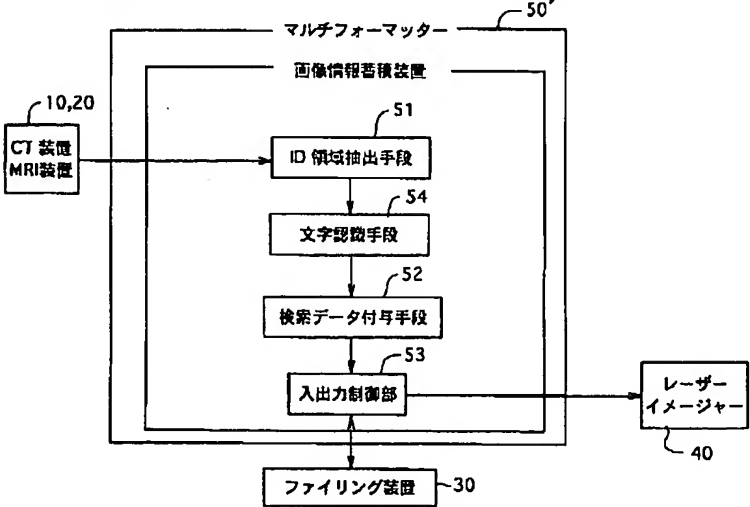 50'
マルチフォーマッター
画像情報蓄積装置
10,20
CT 装置
MRI装置
51
ID 領域抽出手段
54
文字認識手段
52
検索データ付与手段
53
入出力制御部
レーザー
イメージャー
40
ファイリング装置
30